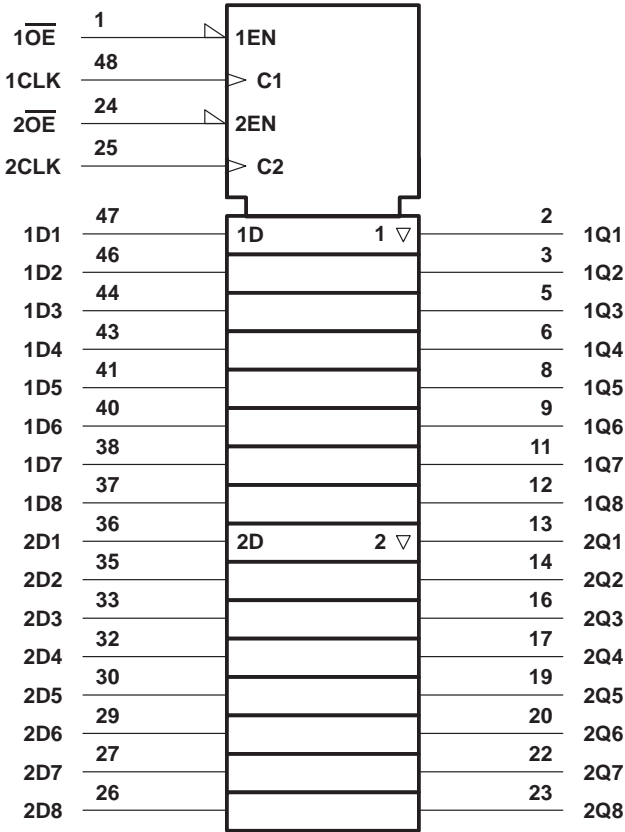 1O̅E̅ 1 1EN
1CLK 48 C1
2O̅E̅ 24 2EN
2CLK 25 C2
1D1 47 1D 1 ▽ 2 1Q1
1D2 46 3 1Q2
1D3 44 5 1Q3
1D4 43 6 1Q4
1D5 41 8 1Q5
1D6 40 9 1Q6
1D7 38 11 1Q7
1D8 37 12 1Q8
2D1 36 2D 2 ▽ 13 2Q1
2D2 35 14 2Q2
2D3 33 16 2Q3
2D4 32 17 2Q4
2D5 30 19 2Q5
2D6 29 20 2Q6
2D7 27 22 2Q7
2D8 26 23 2Q8